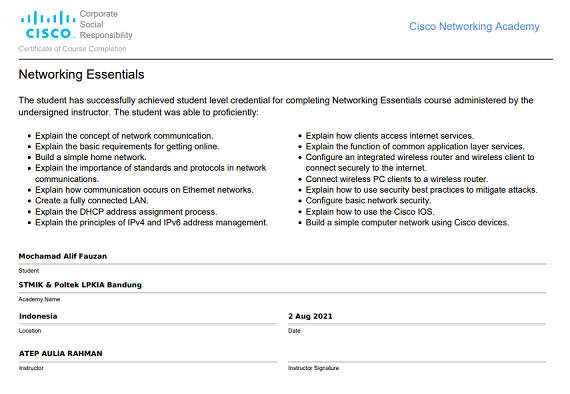 CISCO
Corporate
Social
Responsibility
Cisco Networking Academy
Certificate of Course Completion
Networking Essentials
The student has successfully achieved student level credential for completing Networking Essentials course administered by the
undersigned instructor. The student was able to proficiently:
• Explain the concept of network communication.
• Explain the basic requirements for getting online.
• Build a simple home network.
• Explain the importance of standards and protocols in network
communications.
• Explain how communication occurs on Ethernet networks.
• Create a fully connected LAN.
• Explain the DHCP address assignment process.
• Explain the principles of IPv4 and IPv6 address management.
• Explain how clients access internet services.
• Explain the function of common application layer services.
• Configure an integrated wireless router and wireless client to
connect securely to the internet.
• Connect wireless PC clients to a wireless router.
• Explain how to use security best practices to mitigate attacks.
• Configure basic network security.
• Explain how to use the Cisco IOS.
• Build a simple computer network using Cisco devices.
Mochamad Alif Fauzan
Student
STMIK & Poltek LPKIA Bandung
Academy Name
Indonesia
Location
2 Aug 2021
Date
ATEP AULIA RAHMAN
Instructor
Instructor Signature